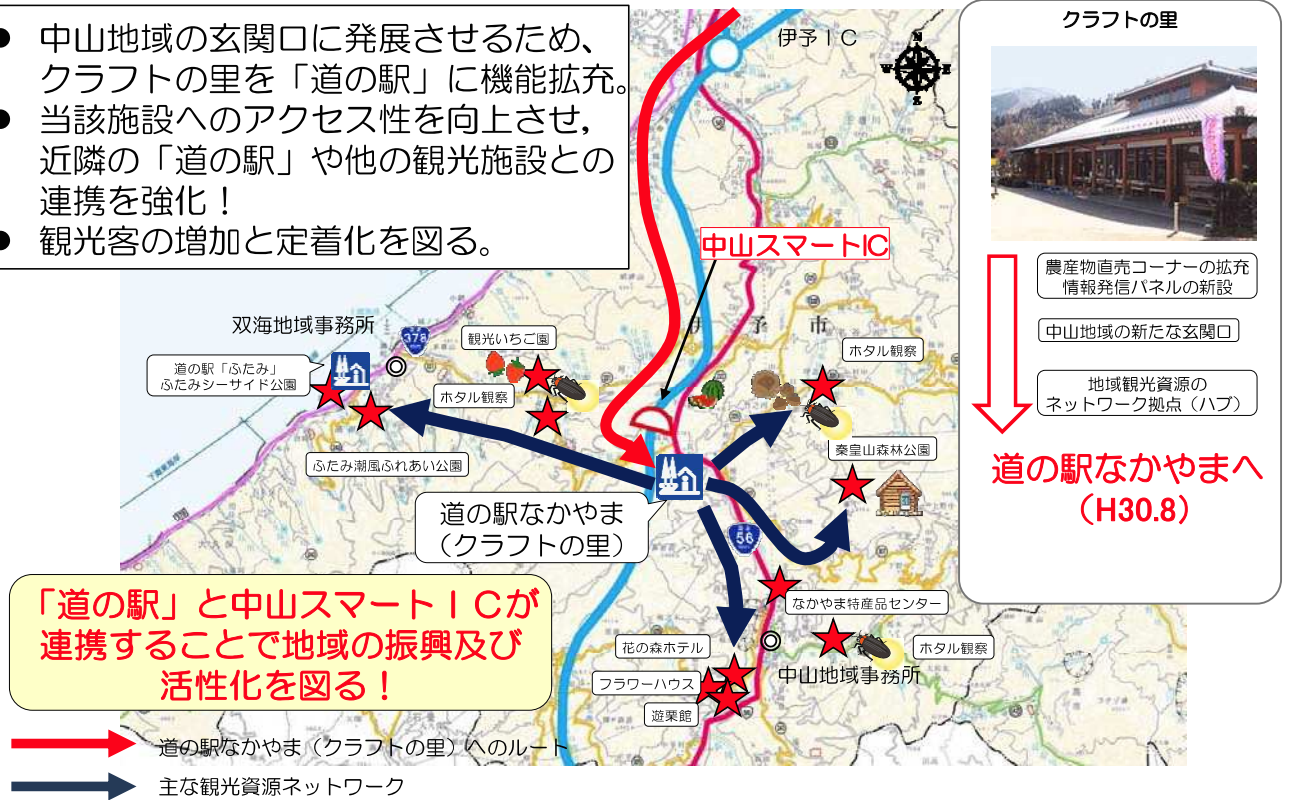 ● 中山地域の玄関口に発展させるため、
クラフトの里を「道の駅」に機能拡充。
● 当該施設へのアクセス性を向上させ，
近隣の「道の駅」や他の観光施設との
連携を強化！
● 観光客の増加と定着化を図る。
伊予ＩＣ
N
W
E
中山スマートIC
伊 予 市
双海地域事務所
378
観光いちご園
道の駅「ふたみ」
ふたみシーサイド公園
ホタル観察
ホタル観察
ふたみ潮風ふれあい公園
秦皇山森林公園
道の駅なかやま
（クラフトの里）
56
「道の駅」と中山スマートＩＣが
連携することで地域の振興及び
活性化を図る！
なかやま特産品センター
花の森ホテル
ホタル観察
中山地域事務所
フラワーハウス
遊栗館
道の駅なかやま（クラフトの里）へのルート
主な観光資源ネットワーク
クラフトの里
農産物直売コーナーの拡充
情報発信パネルの新設
中山地域の新たな玄関口
地域観光資源の
ネットワーク拠点（ハブ）
道の駅なかやまへ
（H30.8）